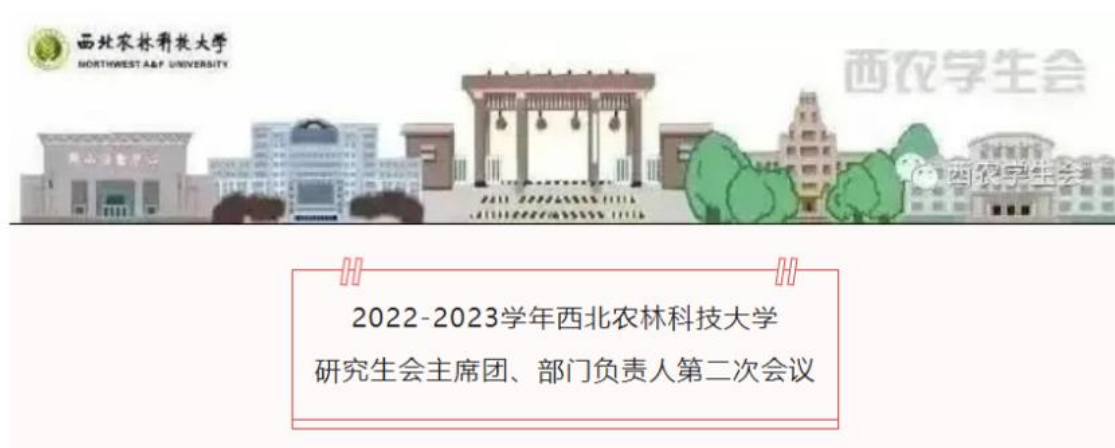 西北农林科技大学
NORTHWEST A&F UNIVERSITY
西农学生会
西农学生会
2022-2023学年西北农林科技大学
研究生会主席团、部门负责人第二次会议